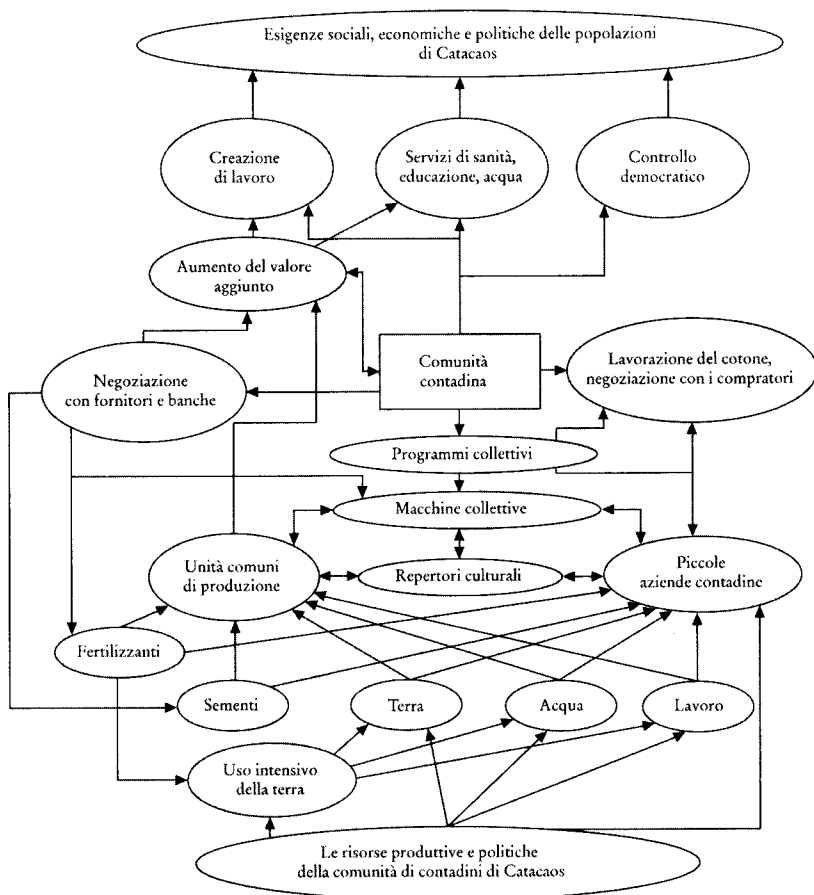 Esigenze sociali, economiche e politiche delle popolazioni
di Catacaos
Creazione
di lavoro
Servizi di sanità,
educazione, acqua
Controllo
democratico
Aumento del valore
aggiunto
Negoziazione
con fornitori e banche
Comunità
contadina
Lavorazione del cotone,
negoziazione con i compratori
Programmi collettivi
Macchine collettive
Unità comuni
di produzione
Repertori culturali
Piccole
aziende contadine
Fertilizzanti
Sementi
Terra
Acqua
Lavoro
Uso intensivo
della terra
Le risorse produttive e politiche
della comunità di contadini di Catacaos